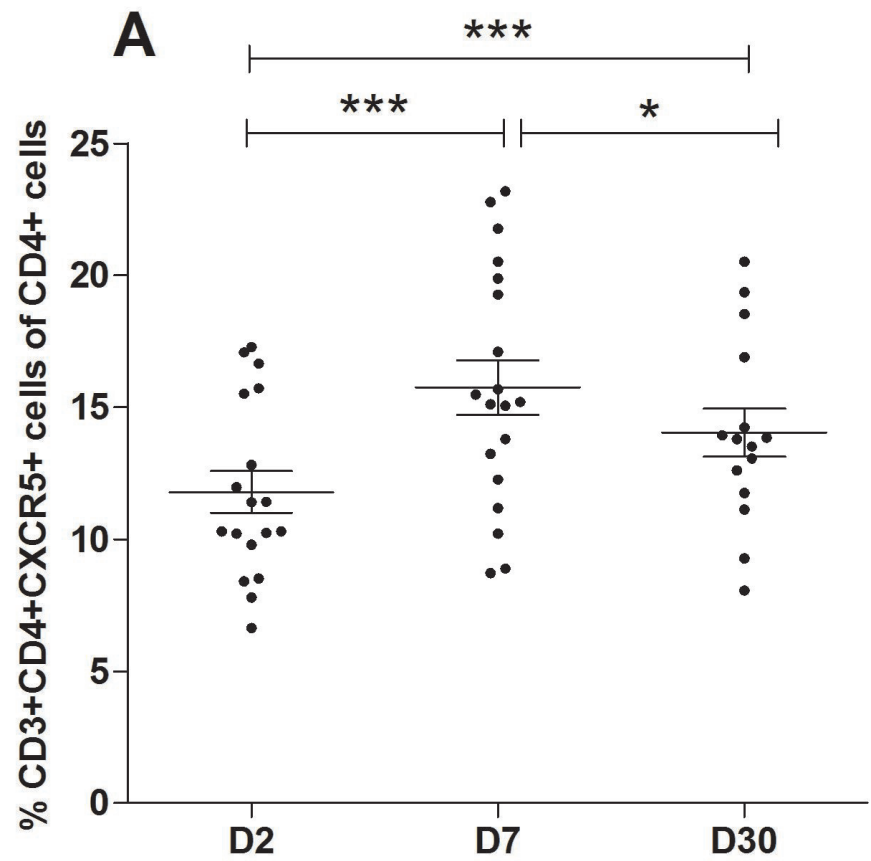 A
***
***
*
% CD3+CD4+CXCR5+ cells of CD4+ cells
25
20
15
10
5
0
D2
D7
D30